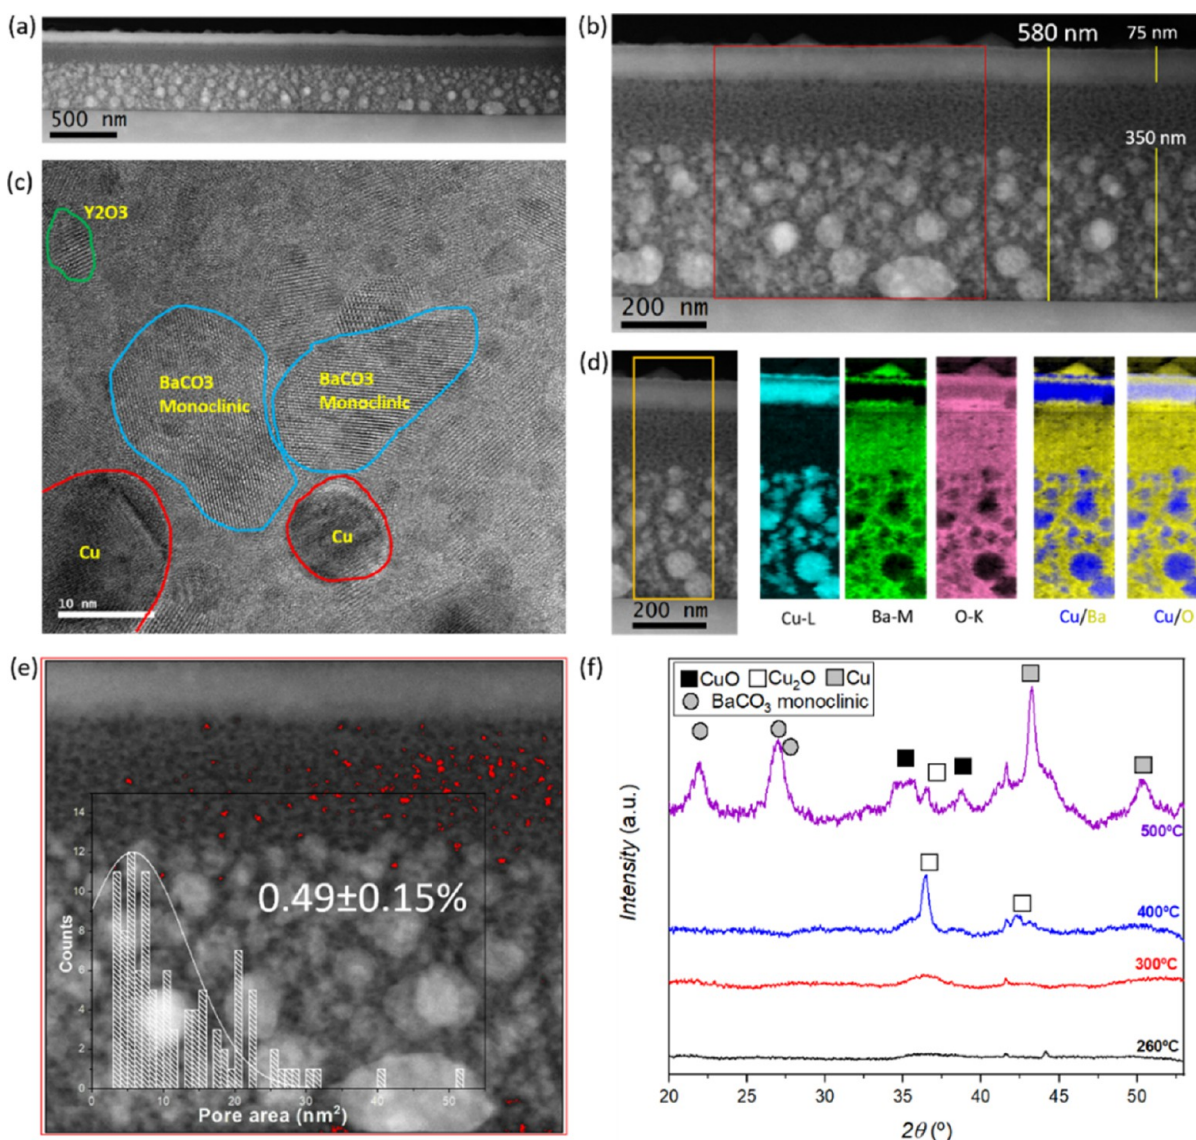 (a)
500 nm
(b)
580 nm
75 nm
350 nm
200 nm
(c)
Y2O3
BaCO3
Monoclinic
BaCO3
Monoclinic
Cu
Cu
10 nm
(d)
200 nm
Cu-L
Ba-M
O-K
Cu/Ba
Cu/O
(e)
0.49±0.15%
Counts
14
12
10
8
6
4
2
0
0 10 20 30 40 50
Pore area (nm²)
(f)
CuO Cu₂O Cu
BaCO₃ monoclinic
500ºC
400ºC
300ºC
260ºC
Intensity (a.u.)
20 25 30 35 40 45 50
2θ (º)